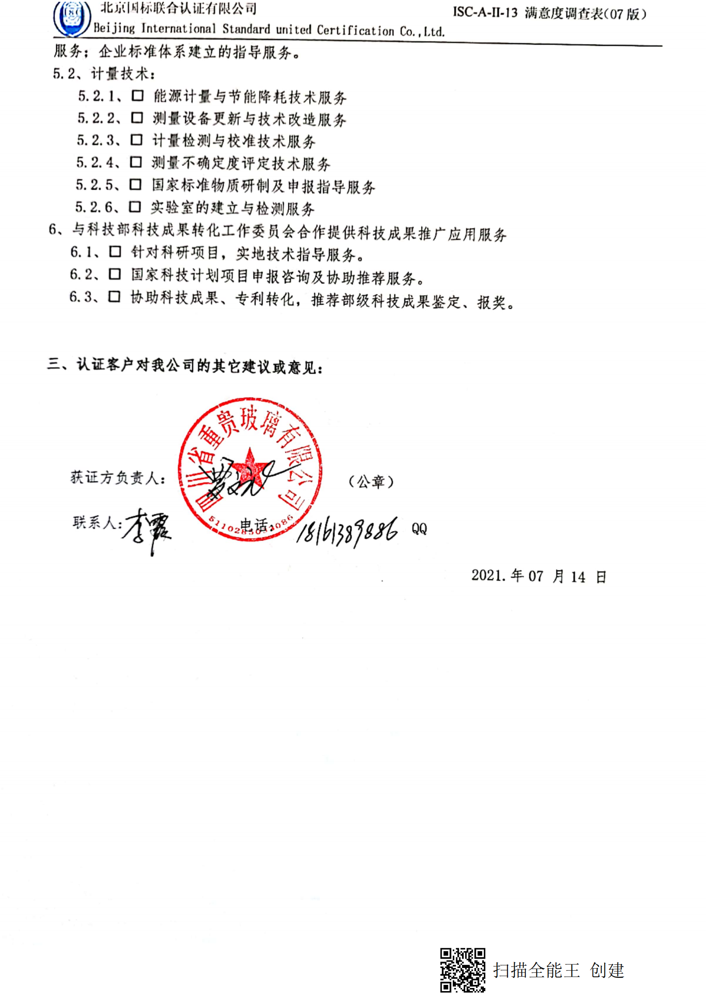 北京国标联合认证有限公司
ISC-A-II-13 满意度调查表(07版)
Beijing International Standard united Certification Co.,Ltd.
服务；企业标准体系建立的指导服务。
5.2、计量技术：
5.2.1、□ 能源计量与节能降耗技术服务
5.2.2、□ 测量设备更新与技术改造服务
5.2.3、□ 计量检测与校准技术服务
5.2.4、□ 测量不确定度评定技术服务
5.2.5、□ 国家标准物质研制及申报指导服务
5.2.6、□ 实验室的建立与检测服务
6、与科技部科技成果转化工作委员会合作提供科技成果推广应用服务
6.1、□ 针对科研项目，实地技术指导服务。
6.2、□ 国家科技计划项目申报咨询及协助推荐服务。
6.3、□ 协助科技成果、专利转化，推荐部级科技成果鉴定、报奖。
三、认证客户对我公司的其它建议或意见：
四川省重贵玻璃有限公司
获证方负责人：
（公章）
联系人：李霞 电话：18161389886 QQ
2021.年07 月14 日
扫描全能王 创建